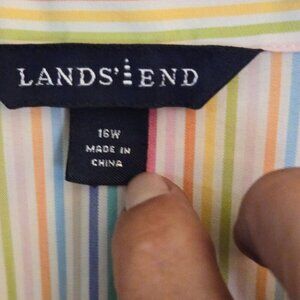 LANDS' END
16W
MADE IN
CHINA